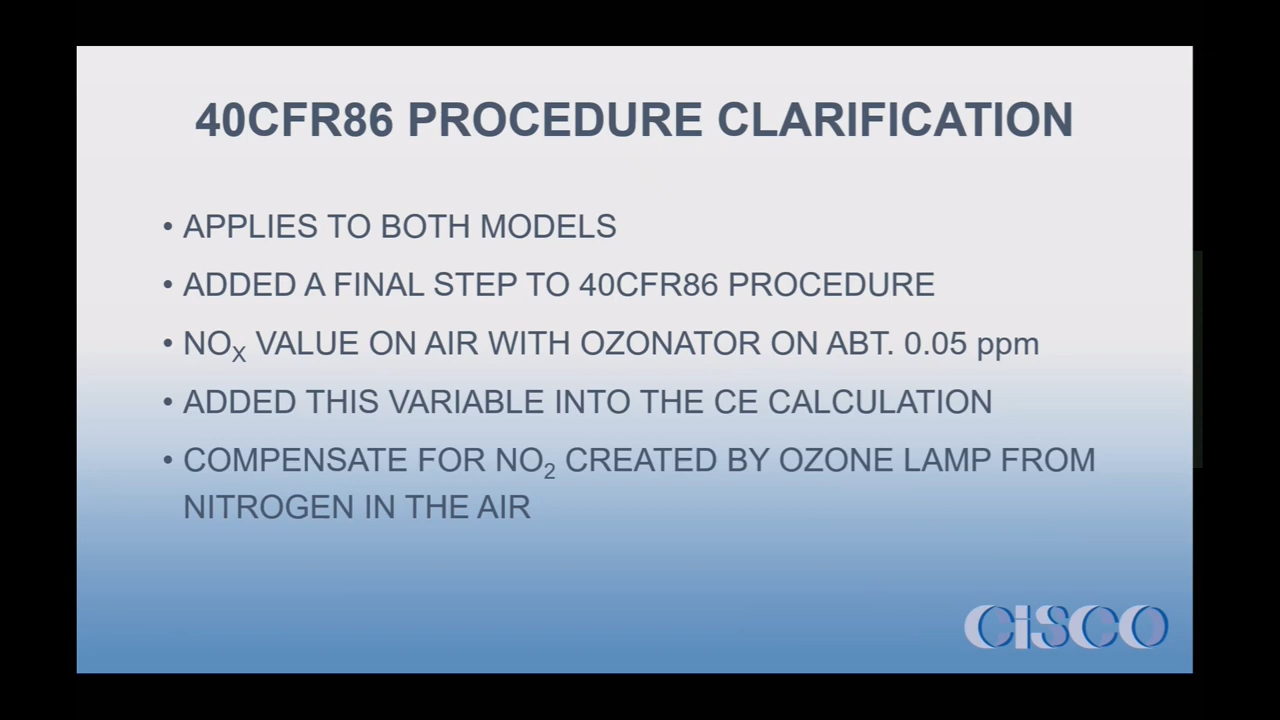 40CFR86 PROCEDURE CLARIFICATION
• APPLIES TO BOTH MODELS
• ADDED A FINAL STEP TO 40CFR86 PROCEDURE
• NOX VALUE ON AIR WITH OZONATOR ON ABT. 0.05 ppm
• ADDED THIS VARIABLE INTO THE CE CALCULATION
• COMPENSATE FOR NO2 CREATED BY OZONE LAMP FROM
NITROGEN IN THE AIR
CiSCO